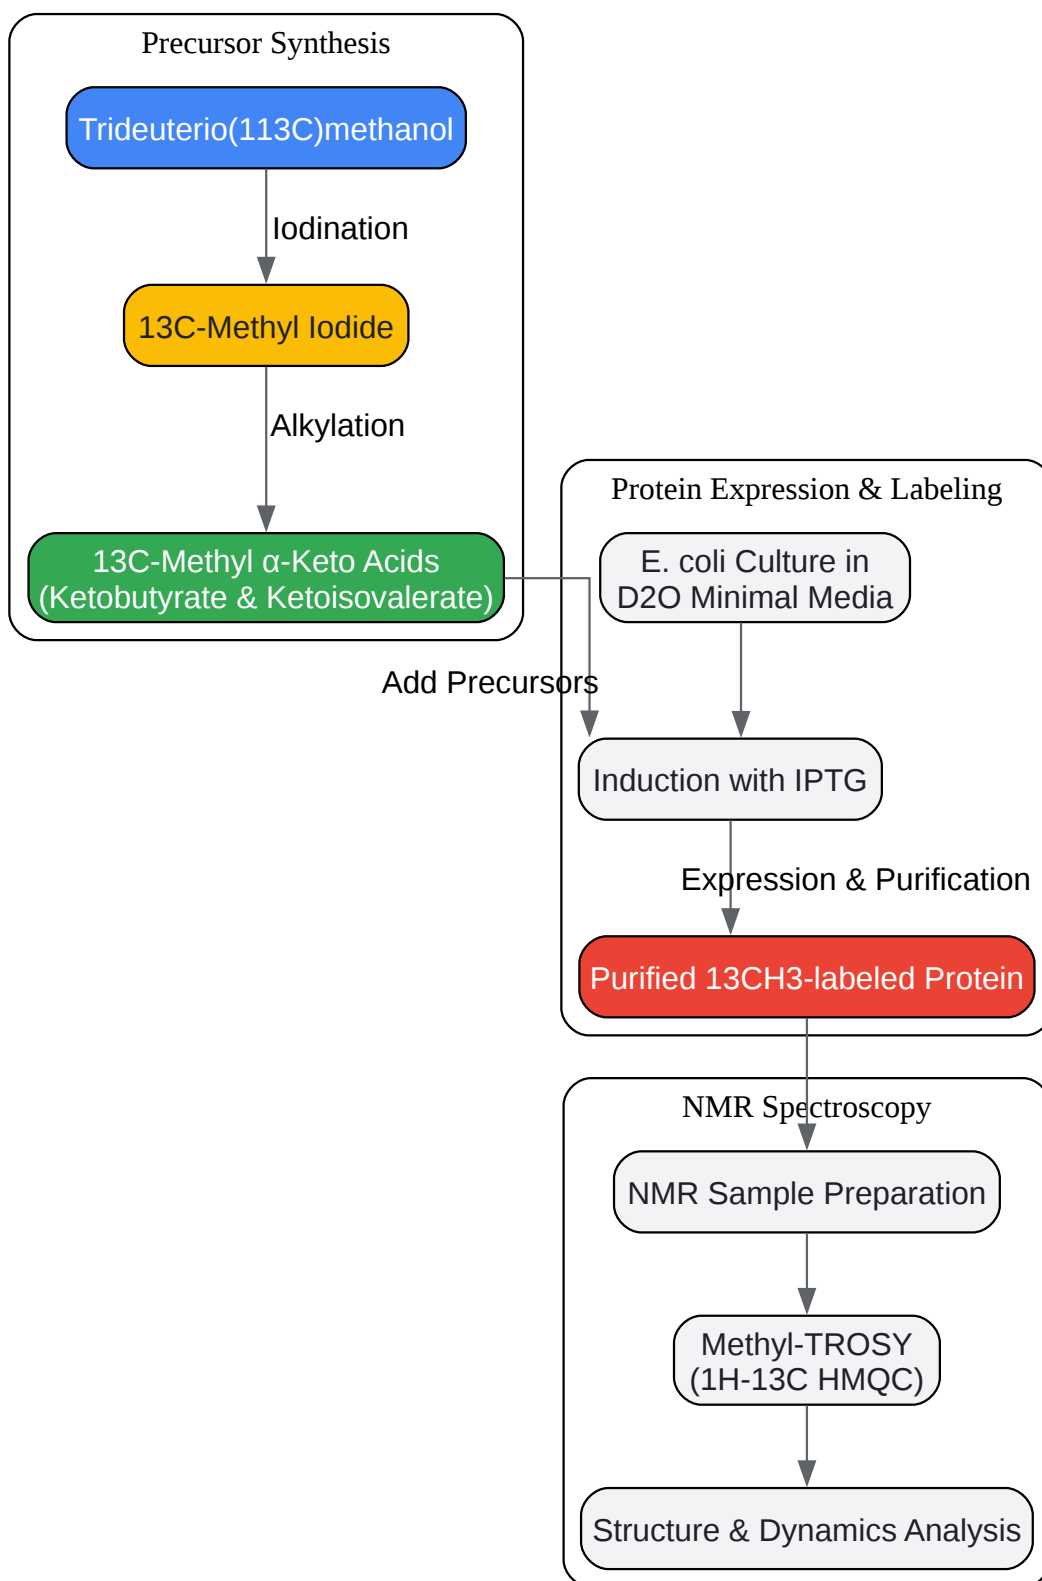 Precursor Synthesis
Trideuterio(113C)methanol
Iodination
13C-Methyl Iodide
Alkylation
13C-Methyl α-Keto Acids
(Ketobutyrate & Ketoisovalerate)
Protein Expression & Labeling
E. coli Culture in
D2O Minimal Media
Add Precursors
Induction with IPTG
Expression & Purification
Purified 13CH3-labeled Protein
NMR Spectroscopy
NMR Sample Preparation
Methyl-TROSY
(1H-13C HMQC)
Structure & Dynamics Analysis